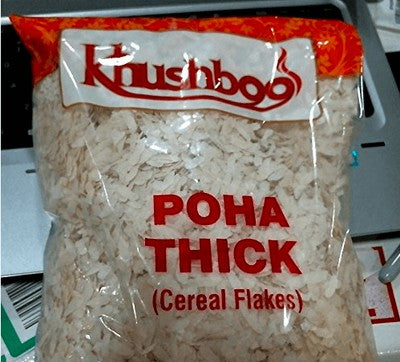 Khushboo
POHA
THICK
(Cereal Flakes)